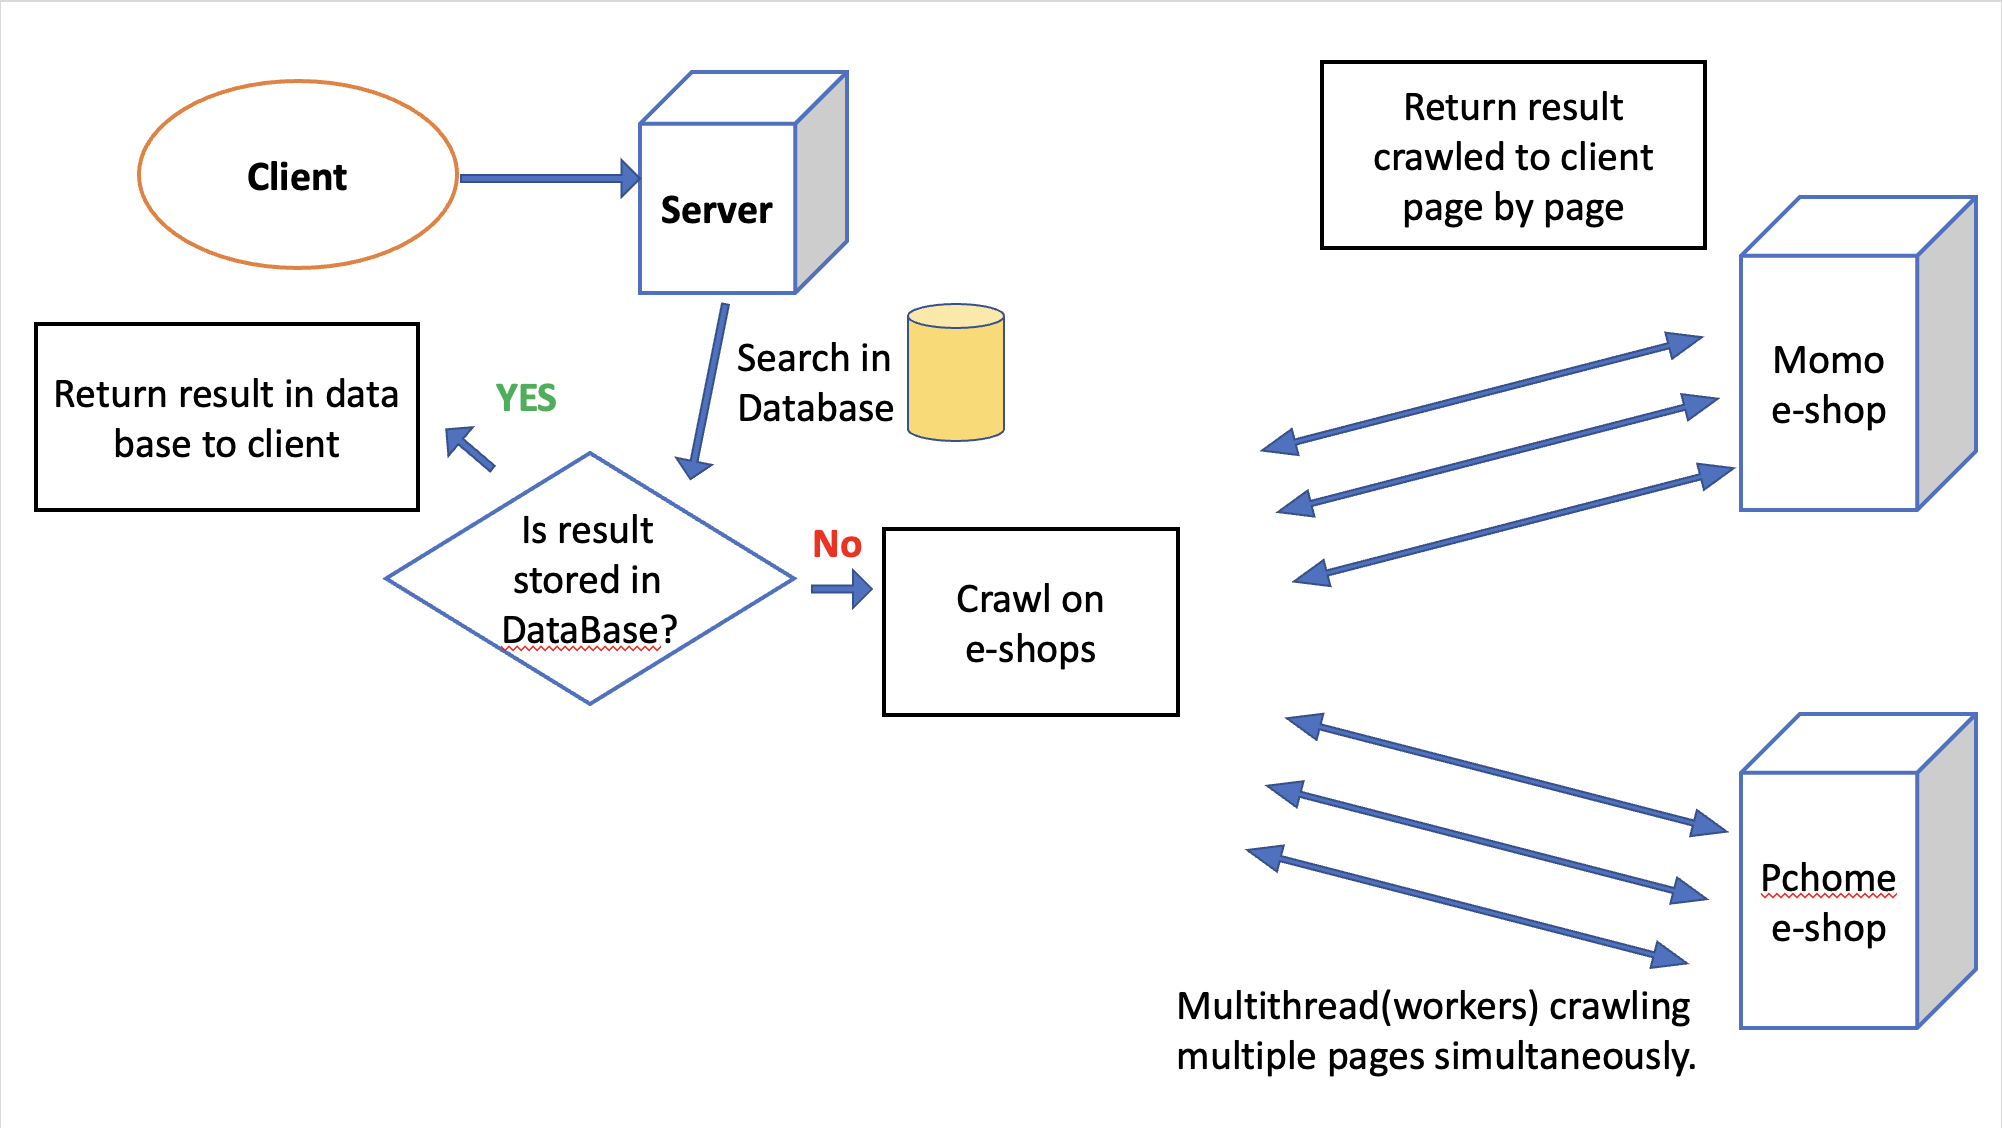 Client
Server
Return result
crawled to client
page by page
Search in
Database
Return result in data
base to client
YES
Is result
stored in
DataBase?
No
Crawl on
e-shops
Momo
e-shop
Pchome
e-shop
Multithread(workers) crawling
multiple pages simultaneously.